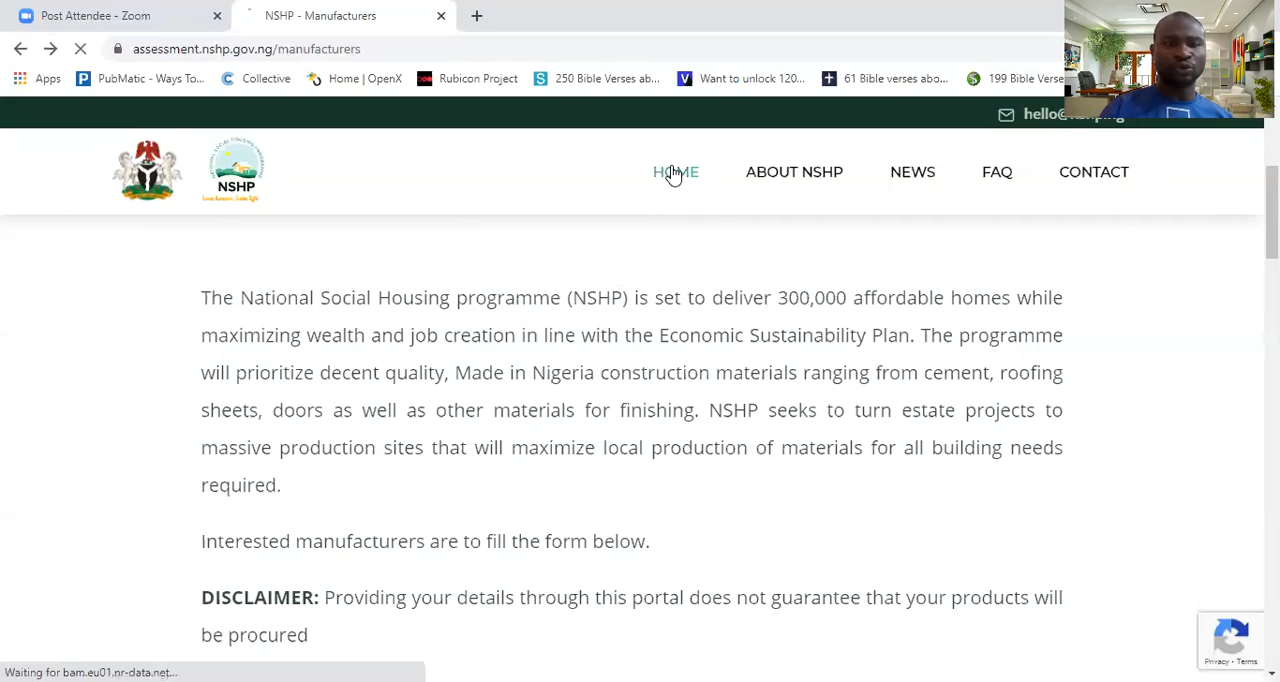 Post Attendee - Zoom
NSHP - Manufacturers
assessment.nshp.gov.ng/manufacturers
Apps
PubMatic - Ways To...
Collective
Home | OpenX
Rubicon Project
250 Bible Verses ab...
Want to unlock 120...
61 Bible verses abo...
199 Bible Verse
NSHP
HOME
ABOUT NSHP
NEWS
FAQ
CONTACT
The National Social Housing programme (NSHP) is set to deliver 300,000 affordable homes while
maximizing wealth and job creation in line with the Economic Sustainability Plan. The programme
will prioritize decent quality, Made in Nigeria construction materials ranging from cement, roofing
sheets, doors as well as other materials for finishing. NSHP seeks to turn estate projects to
massive production sites that will maximize local production of materials for all building needs
required.
Interested manufacturers are to fill the form below.
DISCLAIMER: Providing your details through this portal does not guarantee that your products will
be procured
Privacy - Terms
Waiting for bam.eu01.nr-data.net...